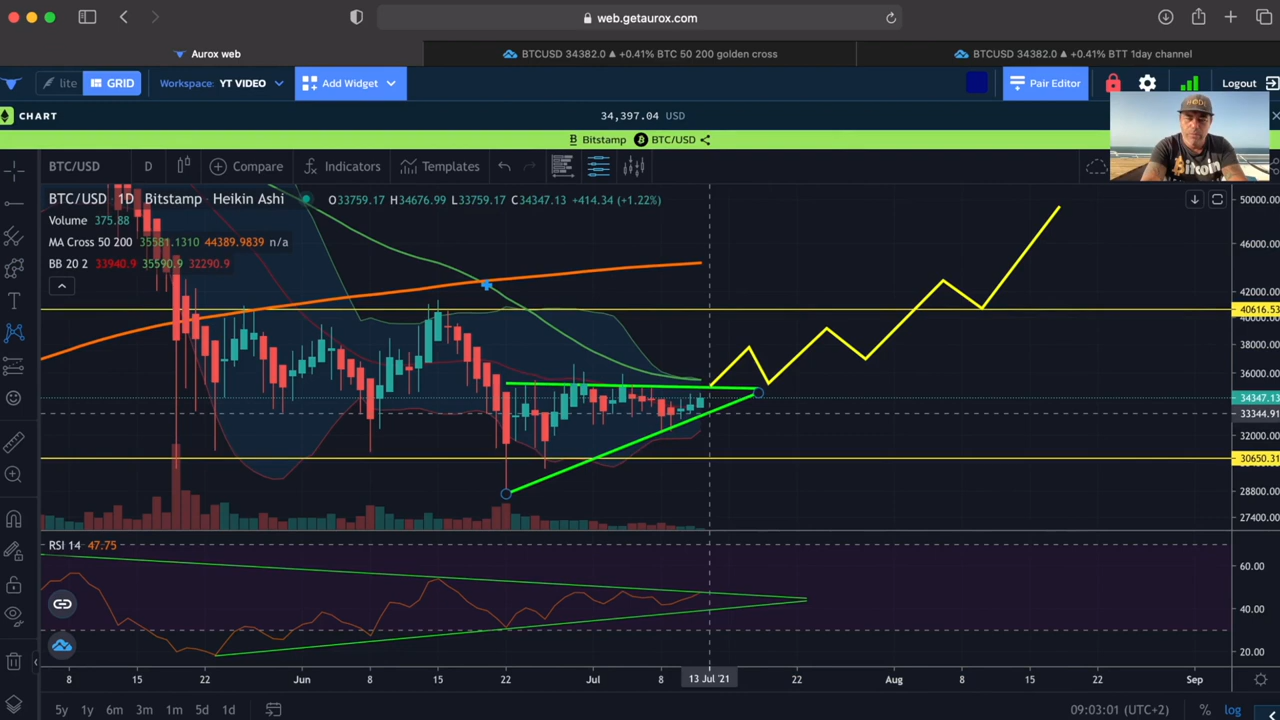 web.getaurox.com
Aurox web
BTCUSD 34382.0 ▲ +0.41% BTC 50 200 golden cross
BTCUSD 34382.0 ▲ +0.41% BTT 1day channel
lite GRID Workspace: YT VIDEO Add Widget Pair Editor Logout
CHART 34,397.04 USD
Bitstamp BTC/USD
BTC/USD D Compare Indicators Templates
BTC/USD 1D Bitstamp Heikin Ashi O33759.17 H34676.99 L33759.17 C34347.13 +414.34 (+1.22%)
Volume 375.88
MA Cross 50 200 35581.1310 44389.9839 n/a
BB 20 2 33940.9 35590.9 32290.9
50000.00
46000.00
42000.00
40616.53
40000.00
38000.00
36000.00
34347.13
33344.91
32000.00
30650.31
28800.00
27400.00
RSI 14 47.75
60.00
40.00
20.00
8 15 22 Jun 8 15 22 Jul 8 13 Jul '21 22 Aug 8 15 22 Sep
5y 1y 6m 3m 1m 5d 1d 09:03:01 (UTC+2) % log
HODL
Bitcoin